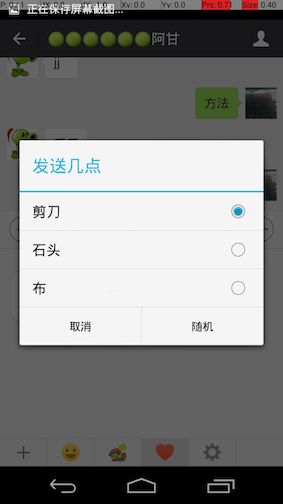 正在保存屏幕截图...
Xv: 0.0
Yv: 0.0
Prs: 0.71
Size: 0.40
阿甘
jj
方法
发送几点
剪刀
石头
布
取消
随机